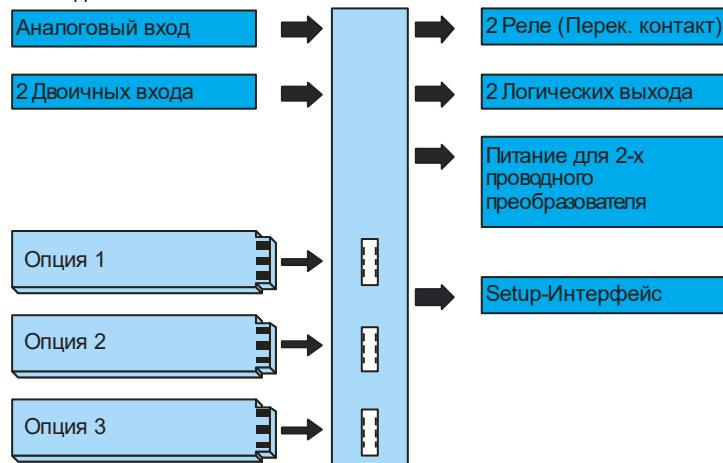 Аналоговый вход
2 Реле (Перек. контакт)
2 Двоичных входа
2 Логических выхода
Питание для 2-х
проводного
преобразователя
Опция 1
Setup-Интерфейс
Опция 2
Опция 3